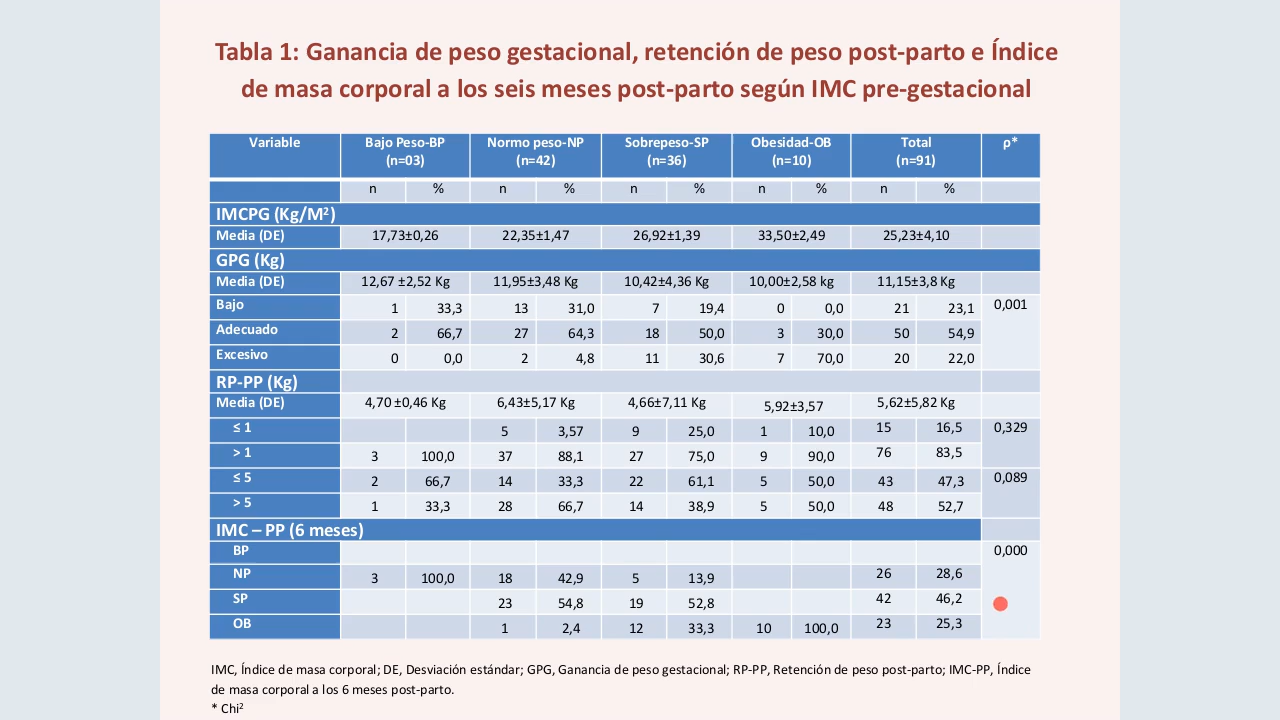 Tabla 1: Ganancia de peso gestacional, retención de peso post-parto e Índice
de masa corporal a los seis meses post-parto según IMC pre-gestacional
Variable Bajo Peso-BP (n=03) Normo peso-NP (n=42) Sobrepeso-SP (n=36) Obesidad-OB (n=10) Total (n=91) ρ*
n % n % n % n % n %
IMCPG (Kg/M²)
Media (DE) 17,73±0,26 22,35±1,47 26,92±1,39 33,50±2,49 25,23±4,10
GPG (Kg)
Media (DE) 12,67 ±2,52 Kg 11,95±3,48 Kg 10,42±4,36 Kg 10,00±2,58 kg 11,15±3,8 Kg
Bajo 1 33,3 13 31,0 7 19,4 0 0,0 21 23,1 0,001
Adecuado 2 66,7 27 64,3 18 50,0 3 30,0 50 54,9
Excesivo 0 0,0 2 4,8 11 30,6 7 70,0 20 22,0
RP-PP (Kg)
Media (DE) 4,70 ±0,46 Kg 6,43±5,17 Kg 4,66±7,11 Kg 5,92±3,57 5,62±5,82 Kg
≤ 1 5 3,57 9 25,0 1 10,0 15 16,5 0,329
> 1 3 100,0 37 88,1 27 75,0 9 90,0 76 83,5
≤ 5 2 66,7 14 33,3 22 61,1 5 50,0 43 47,3 0,089
> 5 1 33,3 28 66,7 14 38,9 5 50,0 48 52,7
IMC – PP (6 meses)
BP 0,000
NP 3 100,0 18 42,9 5 13,9 26 28,6
SP 23 54,8 19 52,8 42 46,2
OB 1 2,4 12 33,3 10 100,0 23 25,3
IMC, Índice de masa corporal; DE, Desviación estándar; GPG, Ganancia de peso gestacional; RP-PP, Retención de peso post-parto; IMC-PP, Índice
de masa corporal a los 6 meses post-parto.
* Chi²